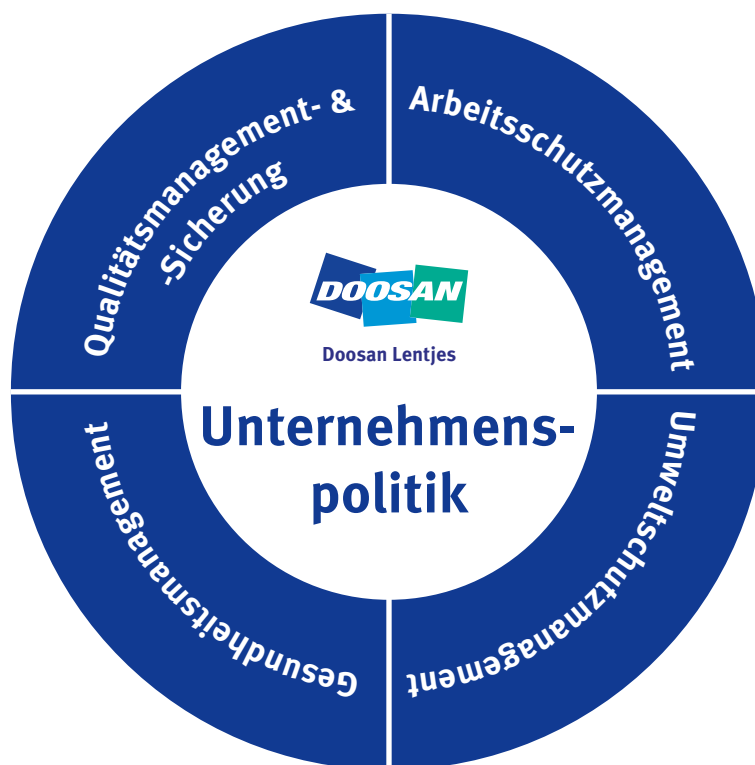 Qualitätsmanagement- &
-Sicherung
Arbeitsschutzmanagement
DOOSAN
Doosan Lentjes
Unternehmens-
politik
Gesundheitsmanagement
Umweltschutzmanagement